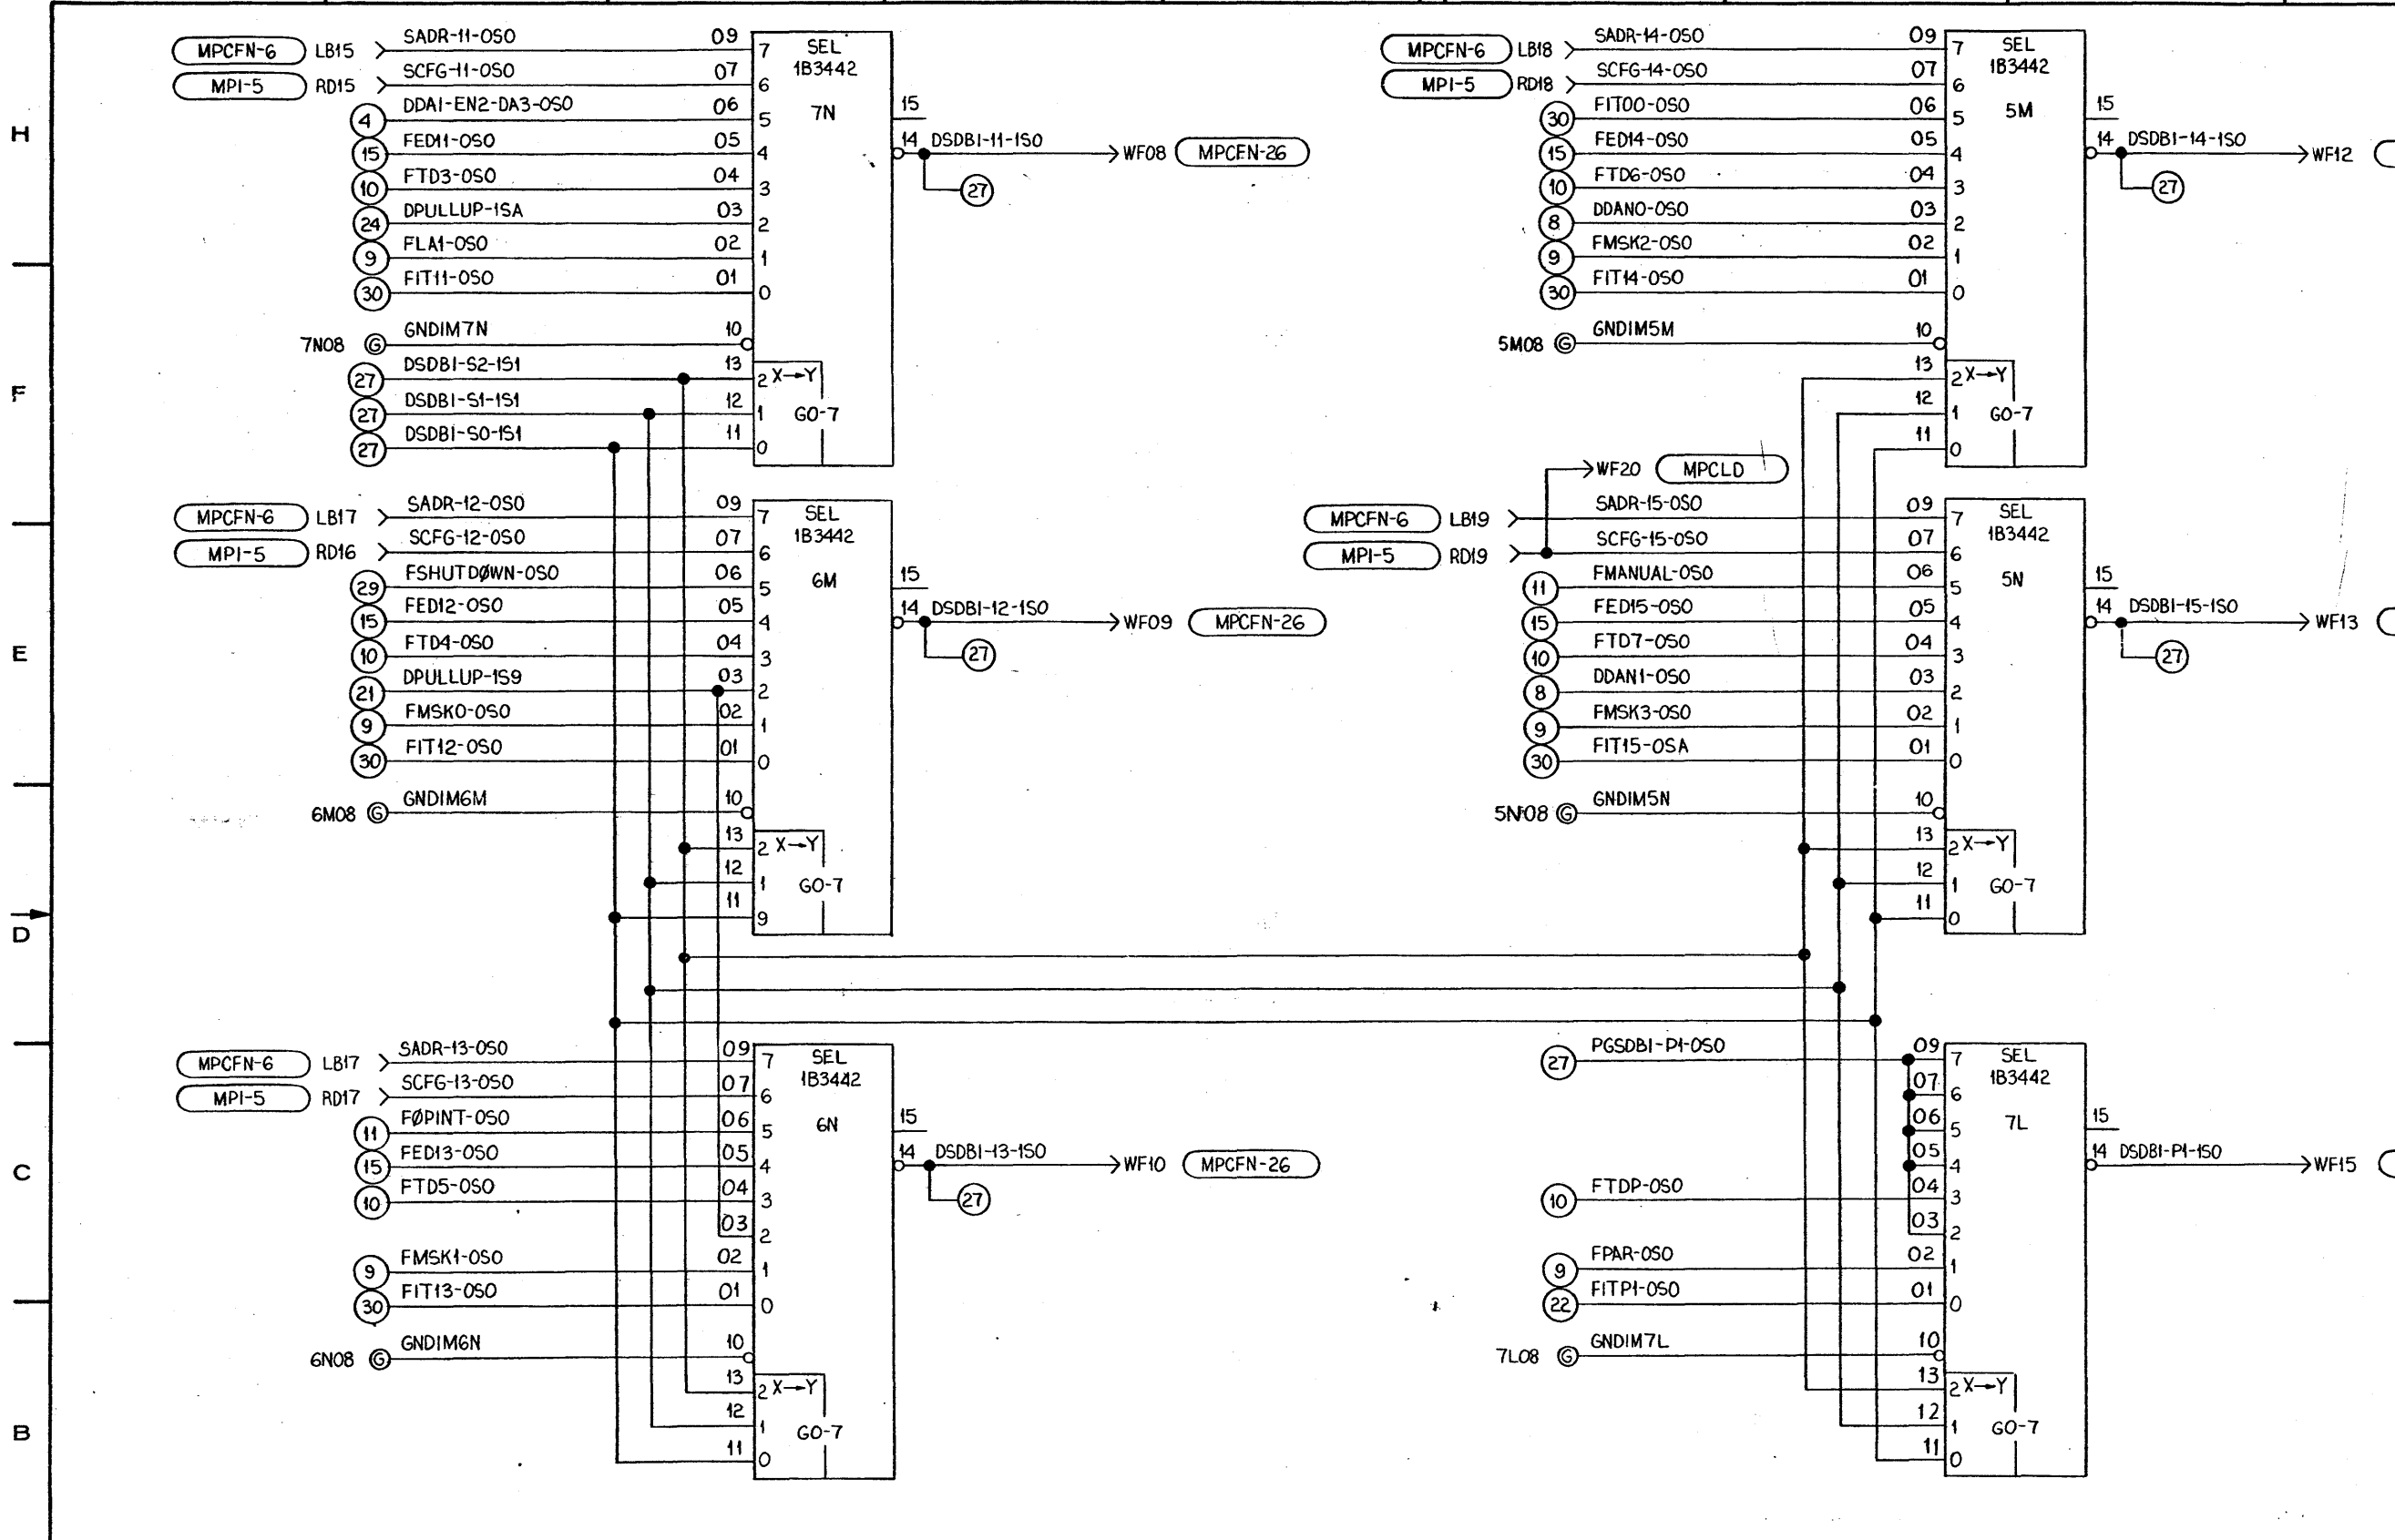 H
F
E
D
C
B
MPCFN-6 LB15 SADR-11-0S0 09 7
MPI-5 RD15 SCFG-11-0S0 07 6
4 DDAI-EN2-DA3-0S0 06 5
15 FED11-0S0 05 4
10 FTD3-0S0 04 3
24 DPULLUP-1SA 03 2
9 FLA1-0S0 02 1
30 FIT11-0S0 01 0
7N08 G GNDIM7N 10
27 DSDBI-S2-1S1 13 2 X→Y
27 DSDBI-S1-1S1 12 1 G0-7
27 DSDBI-S0-1S1 11 0
SEL
1B3442
7N
15
14 DSDBI-11-1S0 WF08 MPCFN-26
27
MPCFN-6 LB17 SADR-12-0S0 09 7
MPI-5 RD16 SCFG-12-0S0 07 6
29 FSHUTDØWN-0S0 06 5
15 FED12-0S0 05 4
10 FTD4-0S0 04 3
21 DPULLUP-1S9 03 2
9 FMSK0-0S0 02 1
30 FIT12-0S0 01 0
6M08 G GNDIM6M 10
13 2 X→Y
12 1 G0-7
11 9
SEL
1B3442
6M
15
14 DSDBI-12-1S0 WF09 MPCFN-26
27
MPCFN-6 LB17 SADR-13-0S0 09 7
MPI-5 RD17 SCFG-13-0S0 07 6
11 FØPINT-0S0 06 5
15 FED13-0S0 05 4
10 FTD5-0S0 04 3
03 2
9 FMSK1-0S0 02 1
30 FIT13-0S0 01 0
6N08 G GNDIM6N 10
13 2 X→Y
12 1 G0-7
11 0
SEL
1B3442
6N
15
14 DSDBI-13-1S0 WF10 MPCFN-26
27
MPCFN-6 LB18 SADR-14-0S0 09 7
MPI-5 RD18 SCFG-14-0S0 07 6
30 FIT00-0S0 06 5
15 FED14-0S0 05 4
10 FTD6-0S0 04 3
8 DDAN0-0S0 03 2
9 FMSK2-0S0 02 1
30 FIT14-0S0 01 0
5M08 G GNDIM5M 10
13 2 X→Y
12 1 G0-7
11 0
SEL
1B3442
5M
15
14 DSDBI-14-1S0 WF12
27
WF20 MPCLD
MPCFN-6 LB19 SADR-15-0S0 09 7
MPI-5 RD19 SCFG-15-0S0 07 6
11 FMANUAL-0S0 06 5
15 FED15-0S0 05 4
10 FTD7-0S0 04 3
8 DDAN1-0S0 03 2
9 FMSK3-0S0 02 1
30 FIT15-0SA 01 0
5N08 G GNDIM5N 10
13 2 X→Y
12 1 G0-7
11 0
SEL
1B3442
5N
15
14 DSDBI-15-1S0 WF13
27
27 PGSDBI-P1-0S0 09 7
07 6
06 5
05 4
10 FTDP-0S0 04 3
03 2
9 FPAR-0S0 02 1
22 FITP1-0S0 01 0
7L08 G GNDIM7L 10
13 2 X→Y
12 1 G0-7
11 0
SEL
1B3442
7L
15
14 DSDBI-P1-1S0 WF15